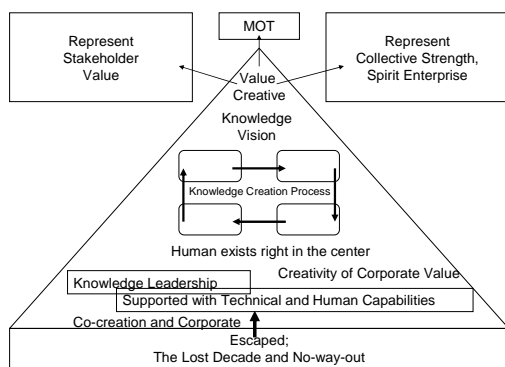 MOT
Represent
Stakeholder
Value
Represent
Collective Strength,
Spirit Enterprise
Value
Creative
Knowledge
Vision
Knowledge Creation Process
Human exists right in the center
Creativity of Corporate Value
Knowledge Leadership
Supported with Technical and Human Capabilities
Co-creation and Corporate
Escaped;
The Lost Decade and No-way-out